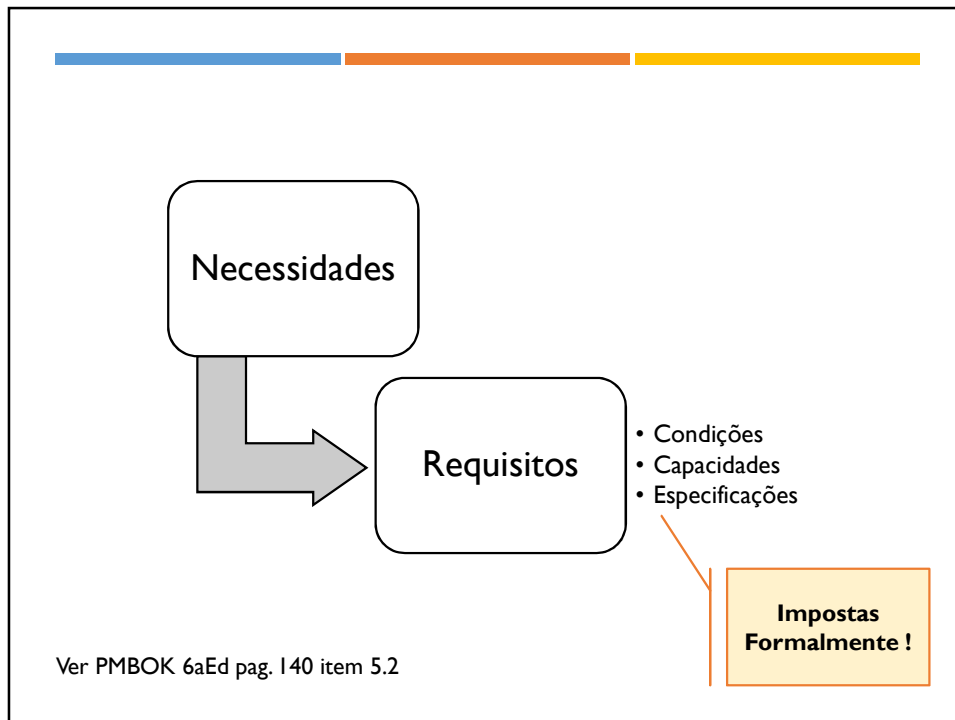 Necessidades
Requisitos
• Condições
• Capacidades
• Especificações
Impostas
Formalmente !
Ver PMBOK 6aEd pag. 140 item 5.2